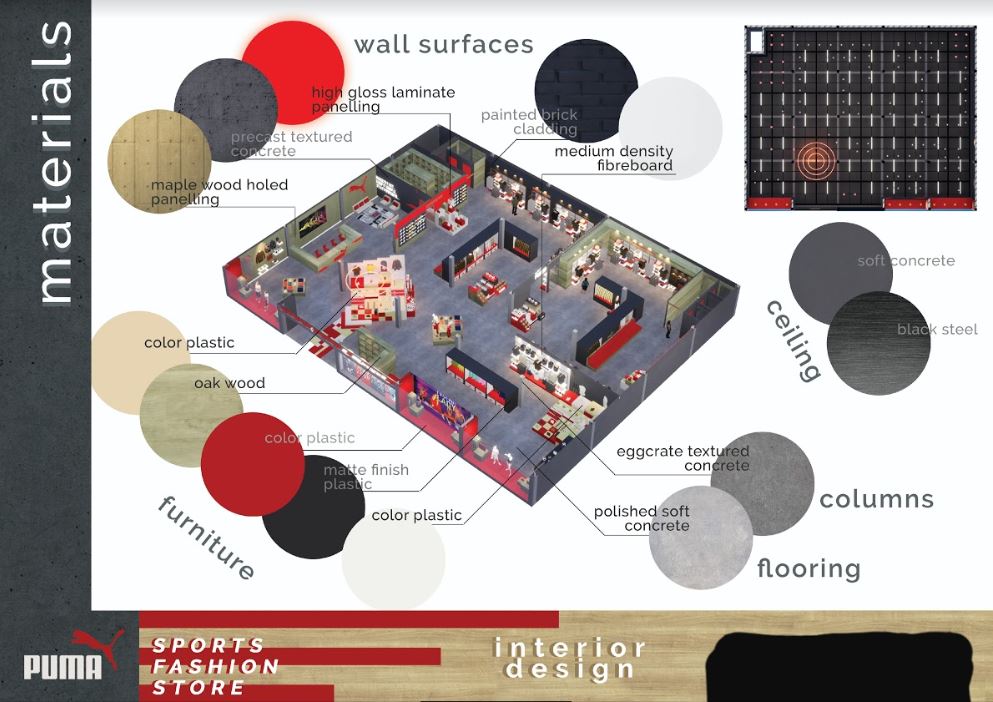 materials
wall surfaces
high gloss laminate
panelling
precast textured
concrete
maple wood holed
panelling
painted brick
cladding
medium density
fibreboard
soft concrete
black steel
ceiling
color plastic
oak wood
color plastic
matte finish
plastic
color plastic
furniture
eggcrate textured
concrete
columns
polished soft
concrete
flooring
PUMA
SPORTS
FASHION
STORE
interior
design